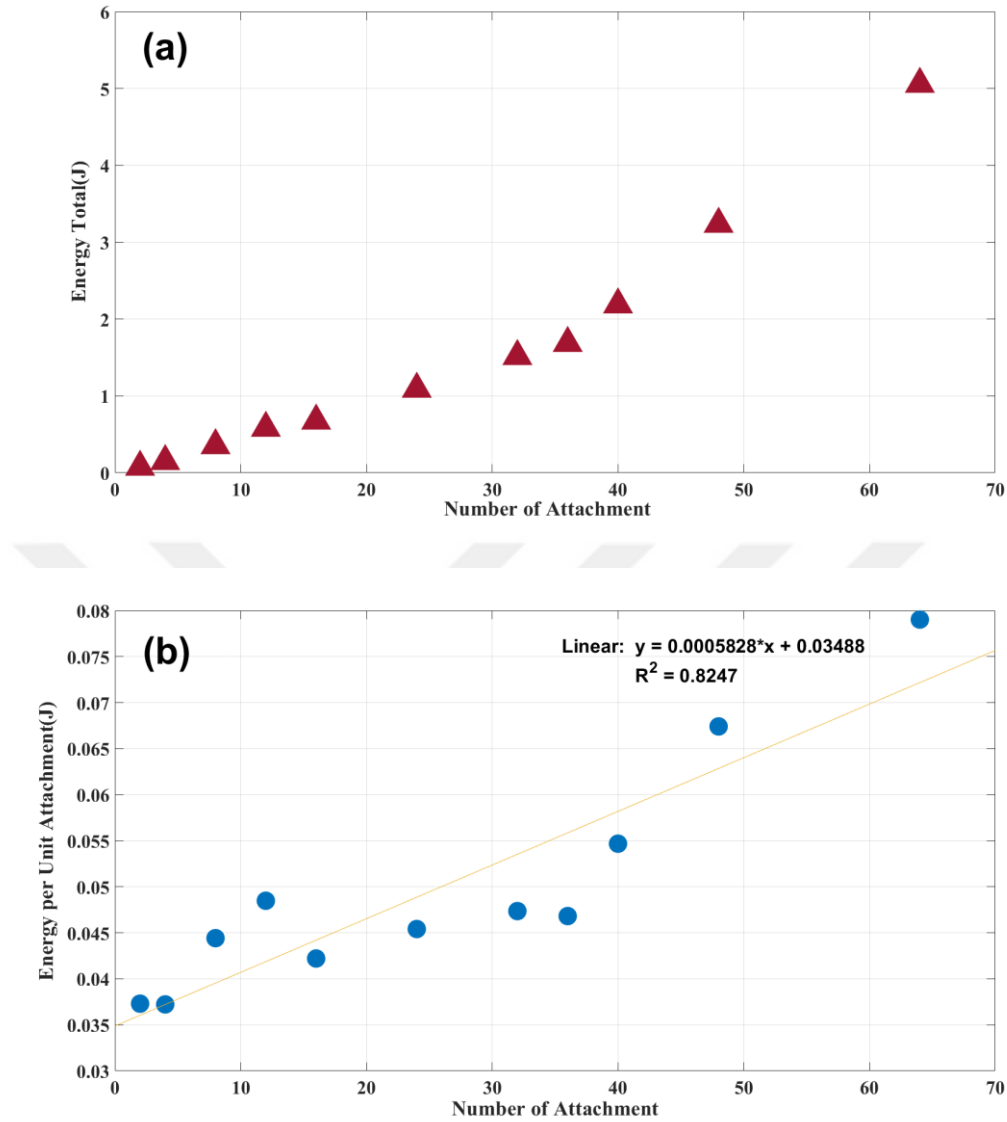 (a)
6
5
4
3
2
1
0
Energy Total(J)
0 10 20 30 40 50 60 70
Number of Attachment
(b)
Linear: y = 0.0005828*x + 0.03488
R² = 0.8247
0.08
0.075
0.07
0.065
0.06
0.055
0.05
0.045
0.04
0.035
0.03
Energy per Unit Attachment(J)
0 10 20 30 40 50 60 70
Number of Attachment